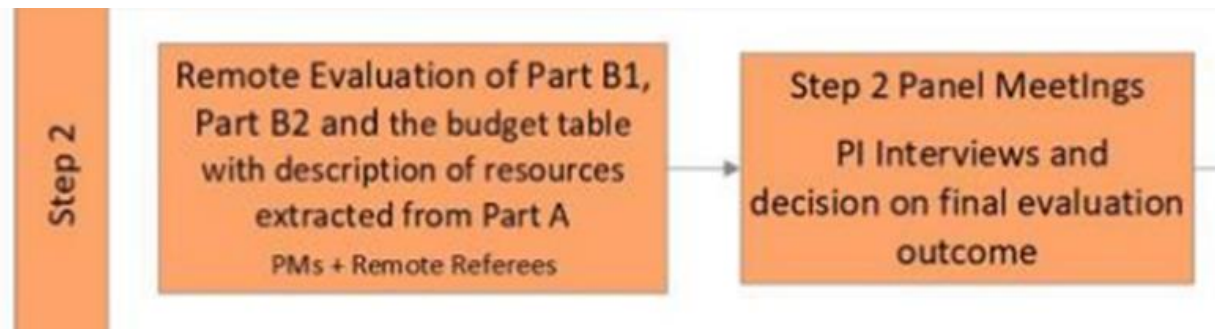 Step 2
Remote Evaluation of Part B1,
Part B2 and the budget table
with description of resources
extracted from Part A
PMs + Remote Referees
Step 2 Panel MeetIngs
PI Interviews and
decision on final evaluation
outcome